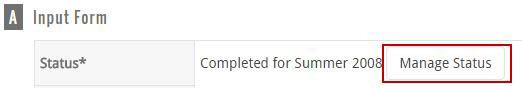 A Input Form
Status* Completed for Summer 2008 Manage Status